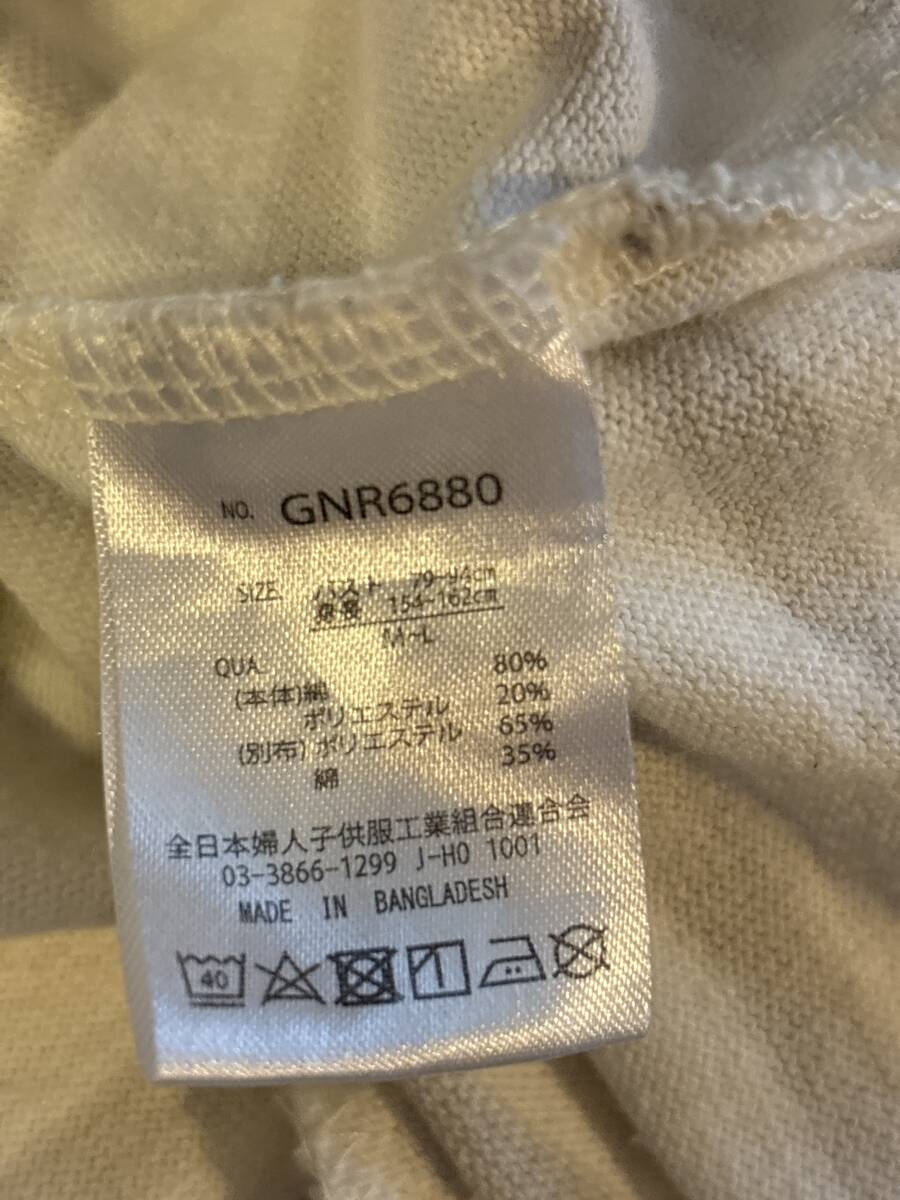 NO. GNR6880
SIZE バスト 79-94cm
身長 154-162cm
M~L
QUA
(本体)綿 80%
ポリエステル 20%
(別布)ポリエステル 65%
綿 35%
全日本婦人子供服工業組合連合会
03-3866-1299 J-HO 1001
MADE IN BANGLADESH
40